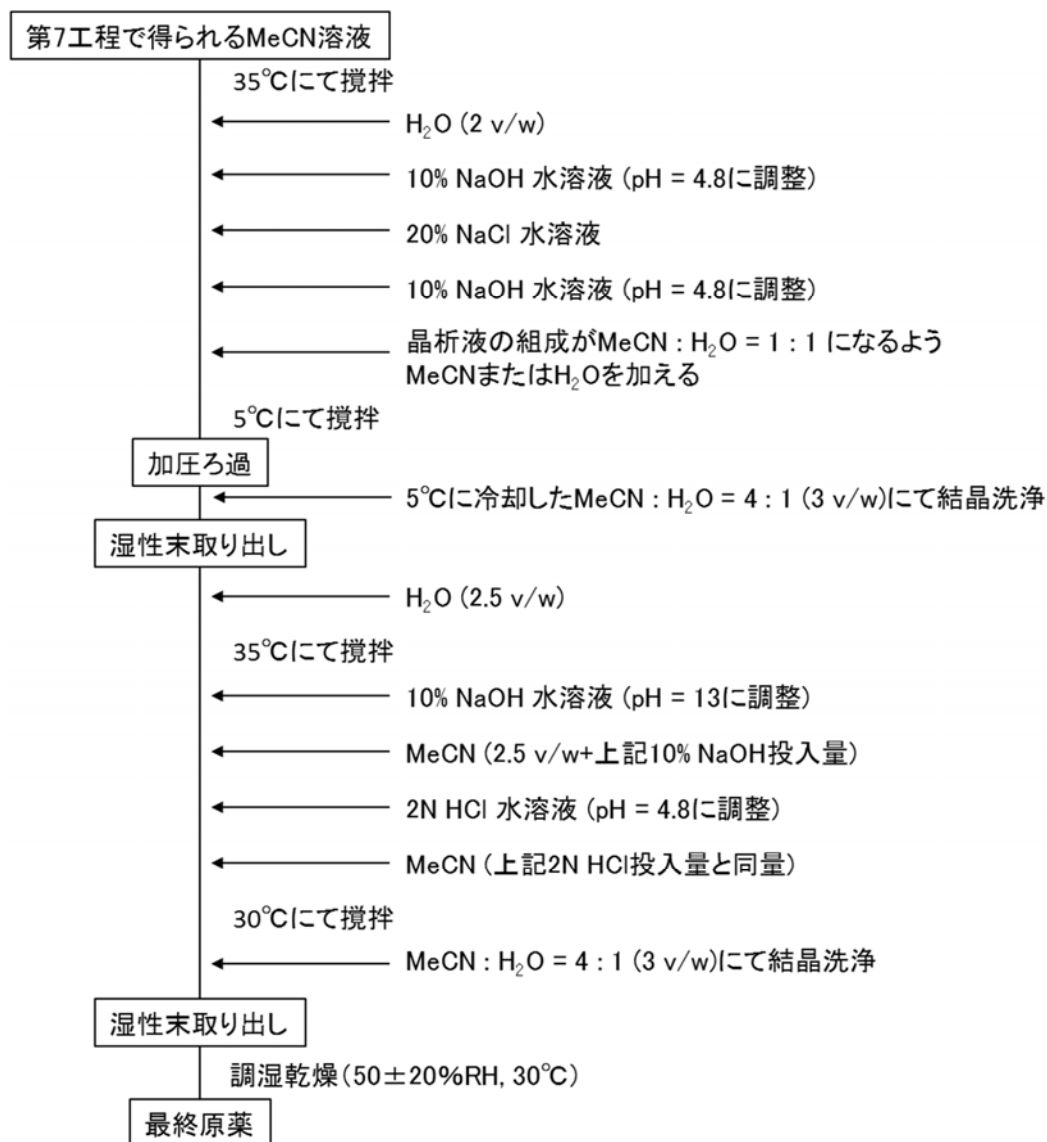 第7工程で得られるMeCN溶液
35℃にて攪拌
H₂O (2 v/w)
10% NaOH 水溶液 (pH = 4.8に調整)
20% NaCl 水溶液
10% NaOH 水溶液 (pH = 4.8に調整)
晶析液の組成がMeCN : H₂O = 1 : 1 になるよう
MeCNまたはH₂Oを加える
5℃にて攪拌
加圧ろ過
5℃に冷却したMeCN : H₂O = 4 : 1 (3 v/w)にて結晶洗浄
湿性末取り出し
H₂O (2.5 v/w)
35℃にて攪拌
10% NaOH 水溶液 (pH = 13に調整)
MeCN (2.5 v/w+上記10% NaOH投入量)
2N HCl 水溶液 (pH = 4.8に調整)
MeCN (上記2N HCl投入量と同量)
30℃にて攪拌
MeCN : H₂O = 4 : 1 (3 v/w)にて結晶洗浄
湿性末取り出し
調湿乾燥(50±20%RH, 30℃)
最終原薬